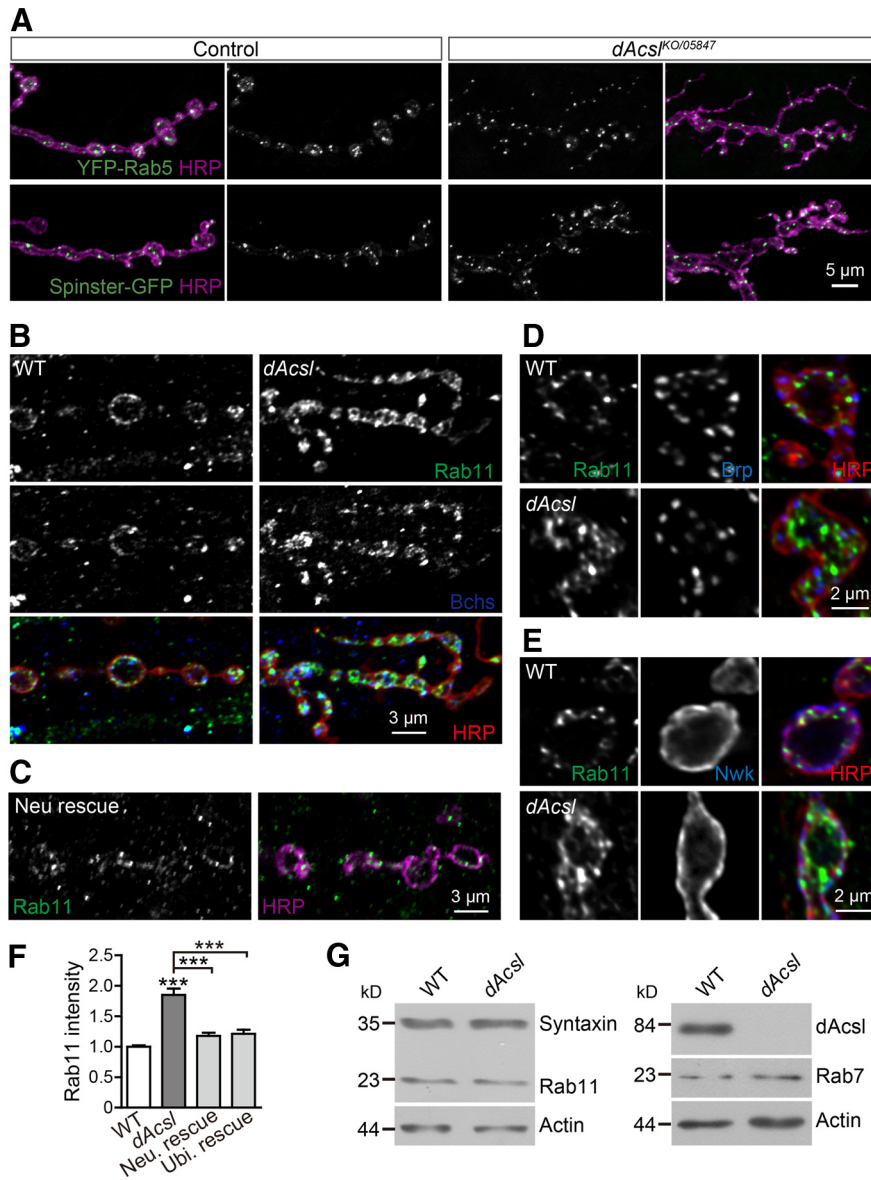 A
Control
dAcsl^KO/05847
YFP-Rab5 HRP
Spinster-GFP HRP
5 µm
B
WT
dAcsl
Rab11
Bchs
3 µm
HRP
C
Neu rescue
Rab11
HRP
3 µm
D
WT
Rab11
Brp
HRP
dAcsl
2 µm
E
WT
Rab11
Nwk
HRP
dAcsl
2 µm
F
Rab11 intensity
2.5
2.0
1.5
1.0
0.5
0
***
***
***
WT
dAcsl
Neu. rescue
Ubi. rescue
G
kD
WT
dAcsl
35
Syntaxin
23
Rab11
44
Actin
kD
WT
dAcsl
84
dAcsl
23
Rab7
44
Actin